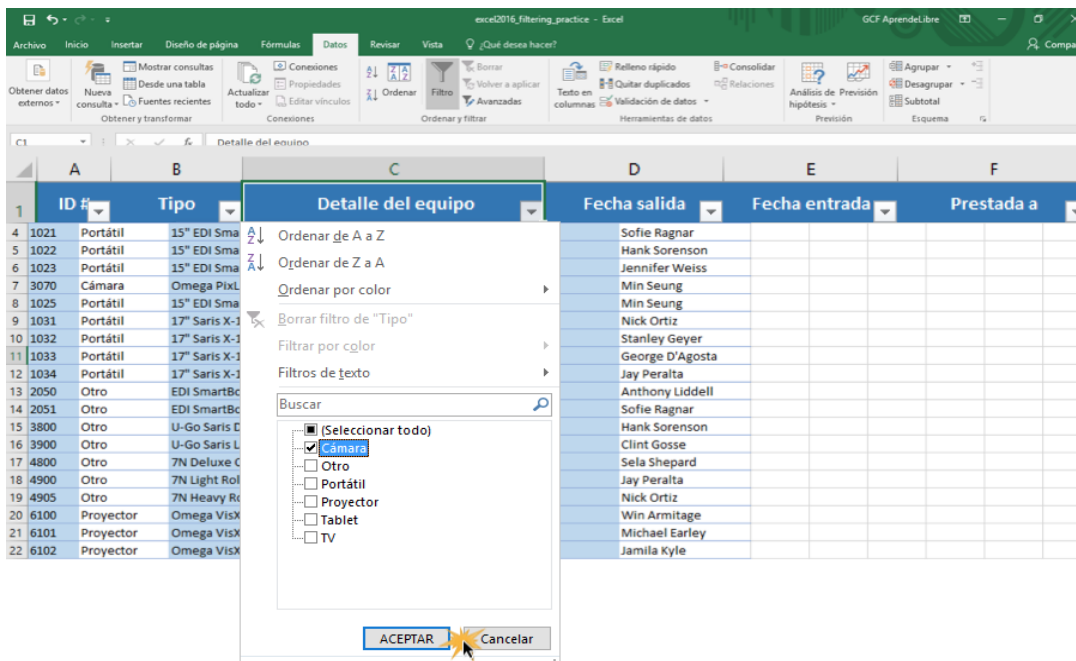 excel2016_filtering_practice - Excel GCF AprendeLibre
Archivo Inicio Insertar Diseño de página Fórmulas Datos Revisar Vista ¿Qué desea hacer? Compa
Obtener datos externos
Nueva consulta
Mostrar consultas
Desde una tabla
Fuentes recientes
Obtener y transformar
Actualizar todo
Conexiones
Propiedades
Editar vínculos
Conexiones
Ordenar
Filtro
Borrar
Volver a aplicar
Avanzadas
Ordenar y filtrar
Texto en columnas
Relleno rápido
Quitar duplicados
Validación de datos
Consolidar
Relaciones
Herramientas de datos
Análisis de hipótesis
Previsión
Previsión
Agrupar
Desagrupar
Subtotal
Esquema
C1 fx Detalle del equipo
A B C D E F
1 ID # Tipo Detalle del equipo Fecha salida Fecha entrada Prestada a
4 1021 Portátil 15" EDI Sma Sofie Ragnar
5 1022 Portátil 15" EDI Sma Hank Sorenson
6 1023 Portátil 15" EDI Sma Jennifer Weiss
7 3070 Cámara Omega PixL Min Seung
8 1025 Portátil 15" EDI Sma Min Seung
9 1031 Portátil 17" Saris X-1 Nick Ortiz
10 1032 Portátil 17" Saris X-1 Stanley Geyer
11 1033 Portátil 17" Saris X-1 George D'Agosta
12 1034 Portátil 17" Saris X-1 Jay Peralta
13 2050 Otro EDI SmartBo Anthony Liddell
14 2051 Otro EDI SmartBo Sofie Ragnar
15 3800 Otro U-Go Saris D Hank Sorenson
16 3900 Otro U-Go Saris L Clint Gosse
17 4800 Otro 7N Deluxe C Sela Shepard
18 4900 Otro 7N Light Rol Jay Peralta
19 4905 Otro 7N Heavy Ro Nick Ortiz
20 6100 Proyector Omega VisX Win Armitage
21 6101 Proyector Omega VisX Michael Earley
22 6102 Proyector Omega VisX Jamila Kyle
Ordenar de A a Z
Ordenar de Z a A
Ordenar por color
Borrar filtro de "Tipo"
Filtrar por color
Filtros de texto
Buscar
(Seleccionar todo)
Cámara
Otro
Portátil
Proyector
Tablet
TV
ACEPTAR Cancelar